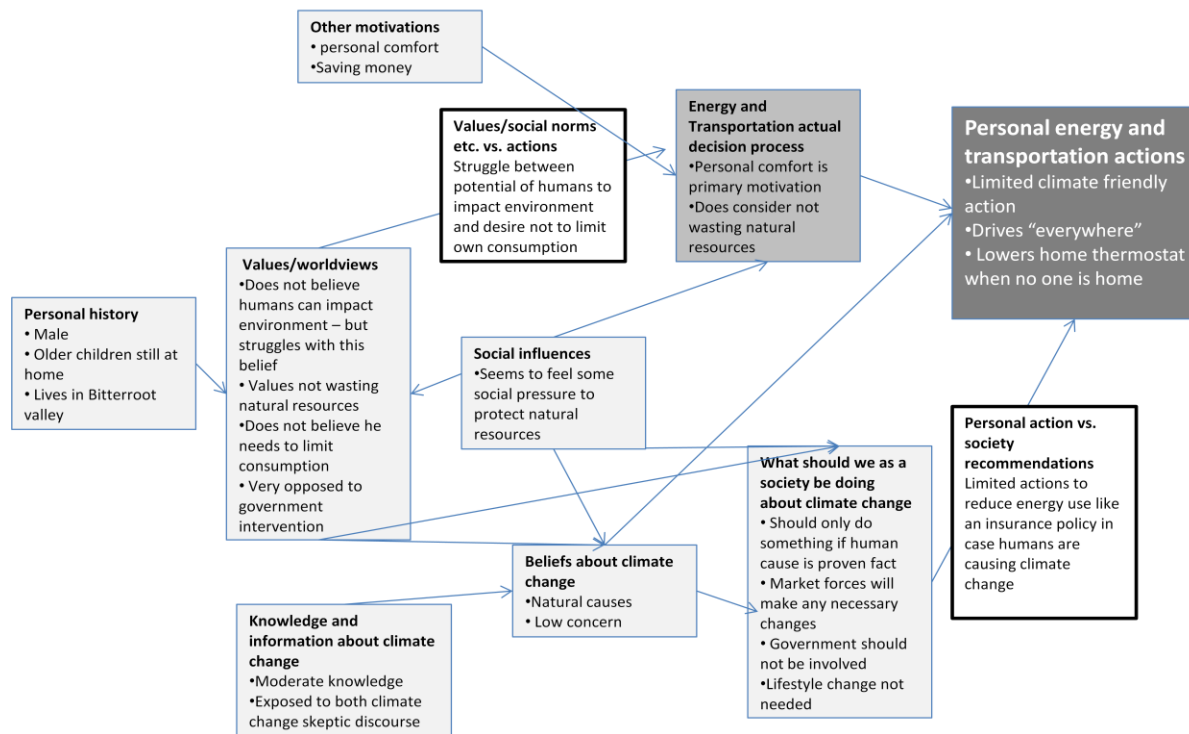 Other motivations
• personal comfort
•Saving money
Values/social norms
etc. vs. actions
Struggle between
potential of humans to
impact environment
and desire not to limit
own consumption
Energy and
Transportation actual
decision process
•Personal comfort is
primary motivation
•Does consider not
wasting natural
resources
Personal energy and
transportation actions
•Limited climate friendly
action
•Drives “everywhere”
• Lowers home thermostat
when no one is home
Personal history
• Male
• Older children still at
home
• Lives in Bitterroot
valley
Values/worldviews
•Does not believe
humans can impact
environment – but
struggles with this
belief
• Values not wasting
natural resources
•Does not believe he
needs to limit
consumption
• Very opposed to
government
intervention
Social influences
•Seems to feel some
social pressure to
protect natural
resources
What should we as a
society be doing
about climate change
• Should only do
something if human
cause is proven fact
• Market forces will
make any necessary
changes
• Government should
not be involved
•Lifestyle change not
needed
Personal action vs.
society
recommendations
Limited actions to
reduce energy use like
an insurance policy in
case humans are
causing climate
change
Beliefs about climate
change
•Natural causes
• Low concern
Knowledge and
information about climate
change
•Moderate knowledge
•Exposed to both climate
change skeptic discourse